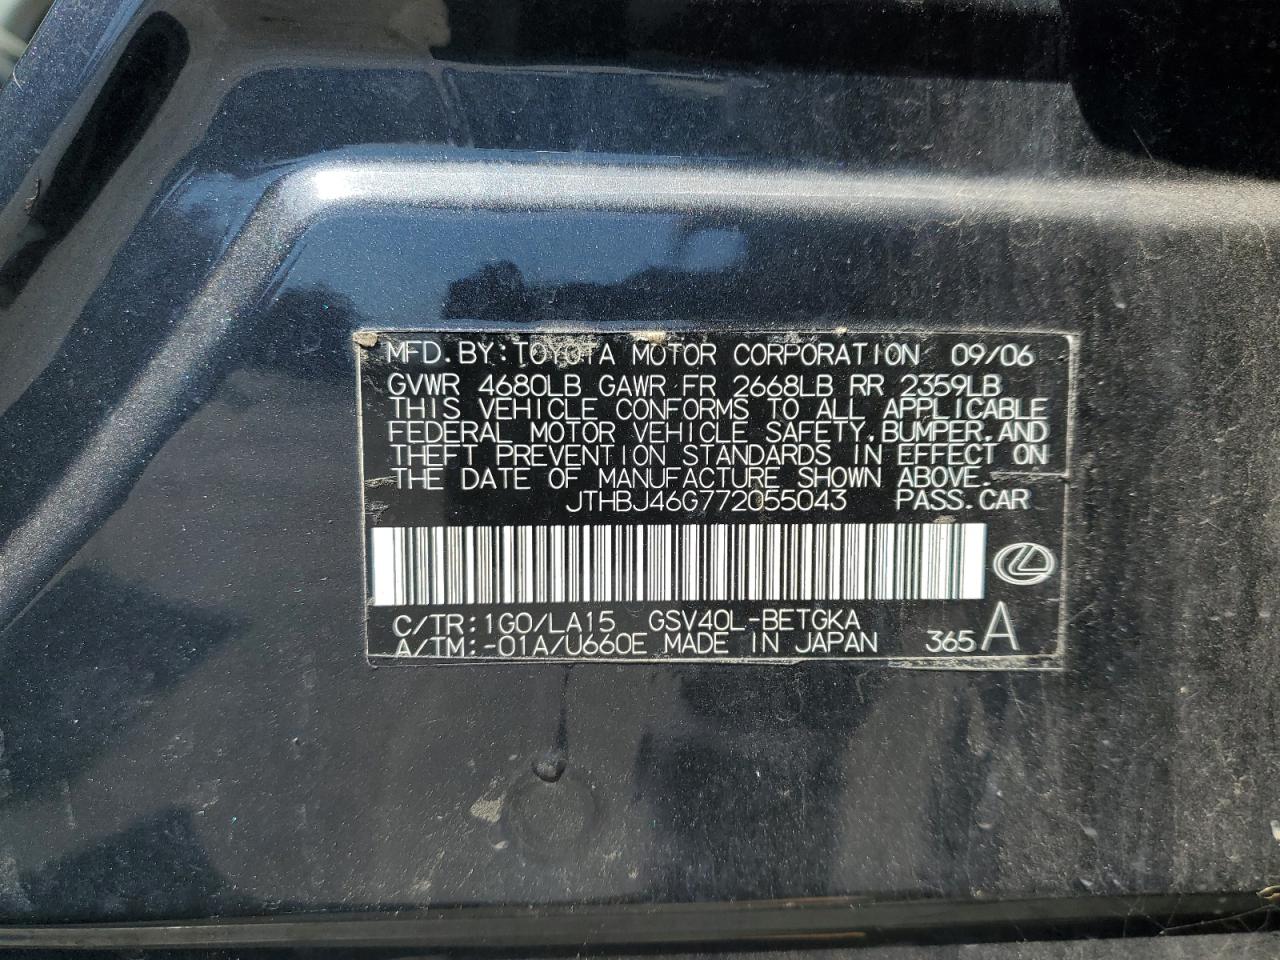 MFD.BY:TOYOTA MOTOR CORPORATION 09/06
GVWR 4680LB GAWR FR 2668LB RR 2359LB
THIS VEHICLE CONFORMS TO ALL APPLICABLE
FEDERAL MOTOR VEHICLE SAFETY,BUMPER,AND
THEFT PREVENTION STANDARDS IN EFFECT ON
THE DATE OF MANUFACTURE SHOWN ABOVE.
JTHBJ46G772055043 PASS.CAR
C/TR:1G0/LA15 GSV40L-BETGKA
A/TM:-01A/U660E MADE IN JAPAN 365 A